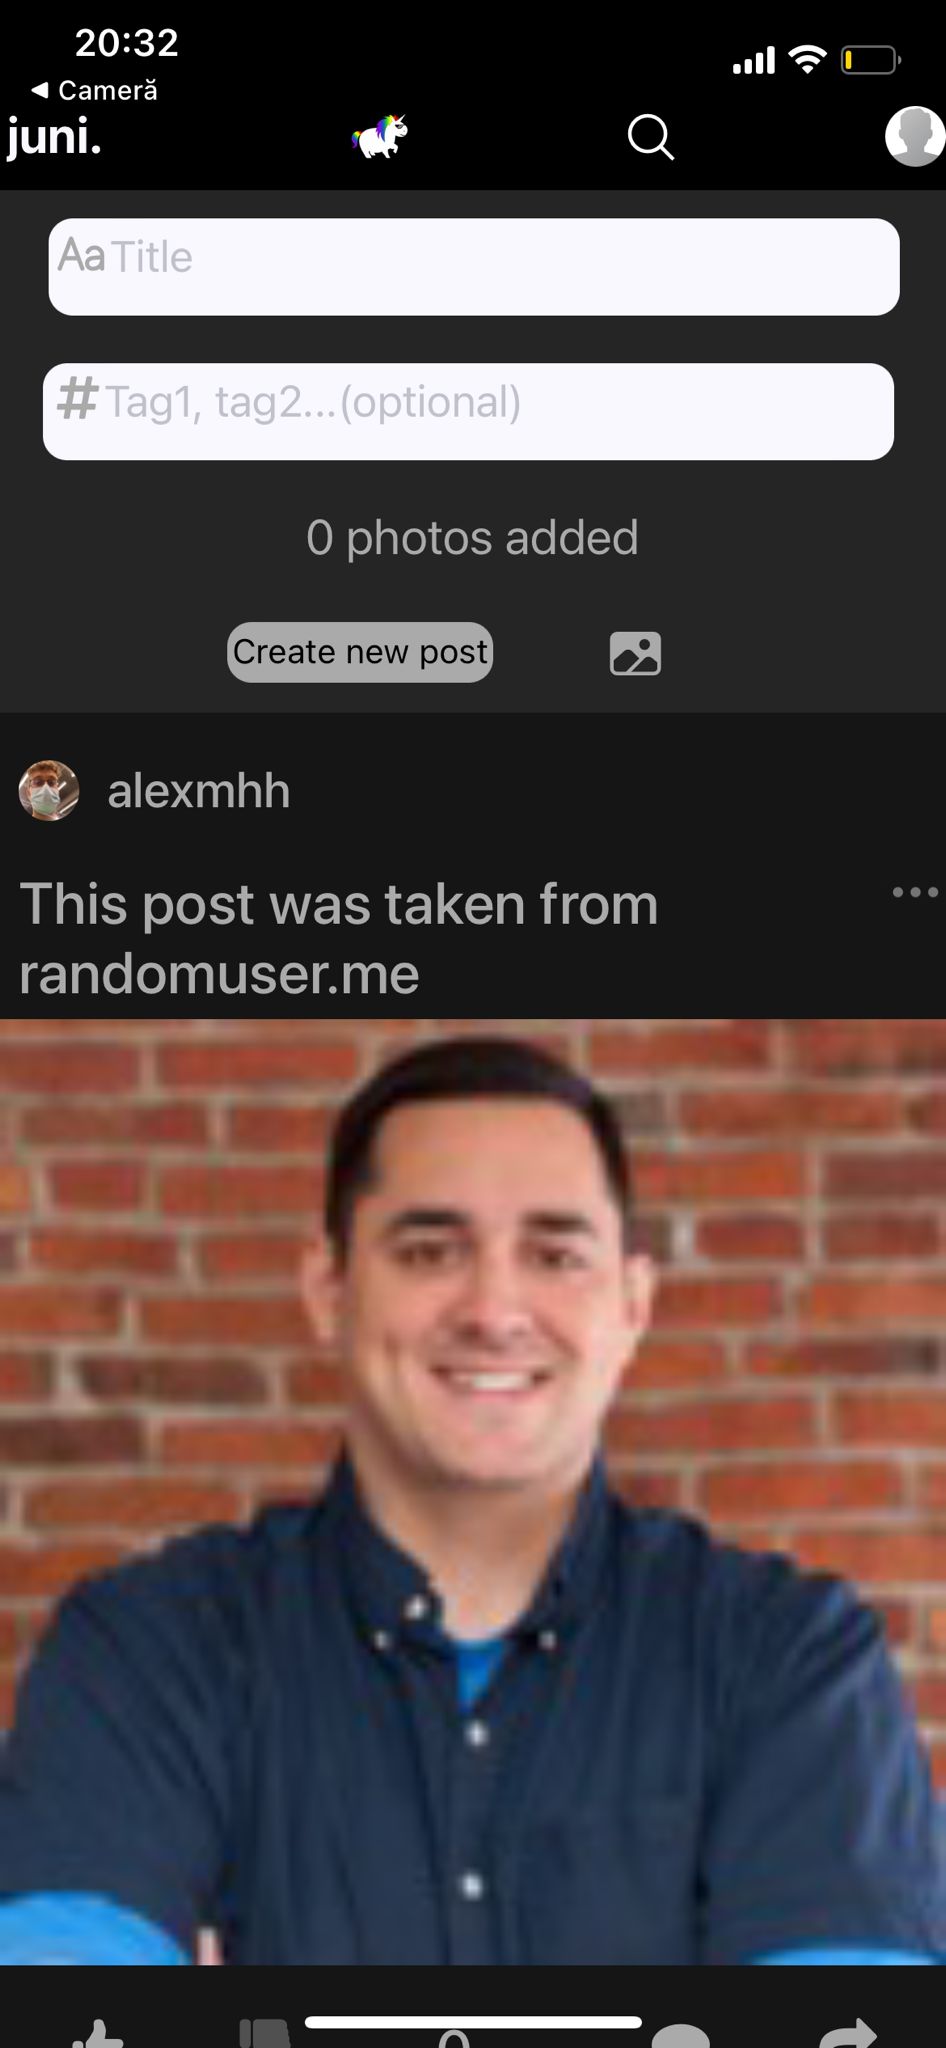 20:32
◀ Cameră
juni.
Aa Title
# Tag1, tag2...(optional)
0 photos added
Create new post
alexmhh
This post was taken from
randomuser.me
0